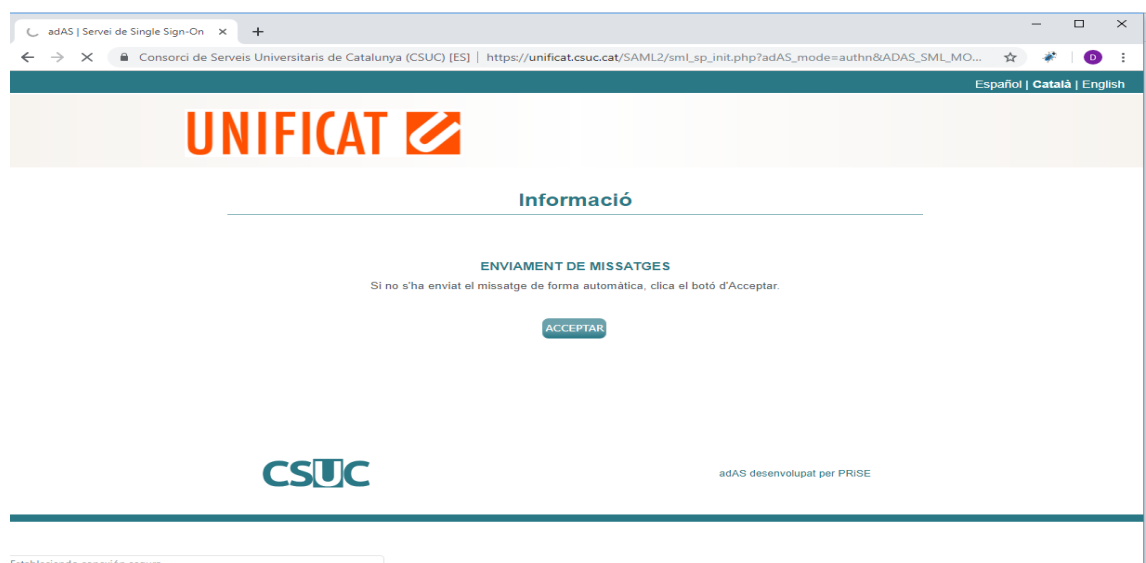 adAS | Servei de Single Sign-On
Consorci de Serveis Universitaris de Catalunya (CSUC) [ES] | https://unificat.csuc.cat/SAML2/sml_sp_init.php?adAS_mode=authn&ADAS_SML_MO...
D
Español | Català | English
UNIFICAT
Informació
ENVIAMENT DE MISSATGES
Si no s'ha enviat el missatge de forma automàtica, clica el botó d'Acceptar.
ACCEPTAR
CSUC
adAS desenvolupat per PRiSE